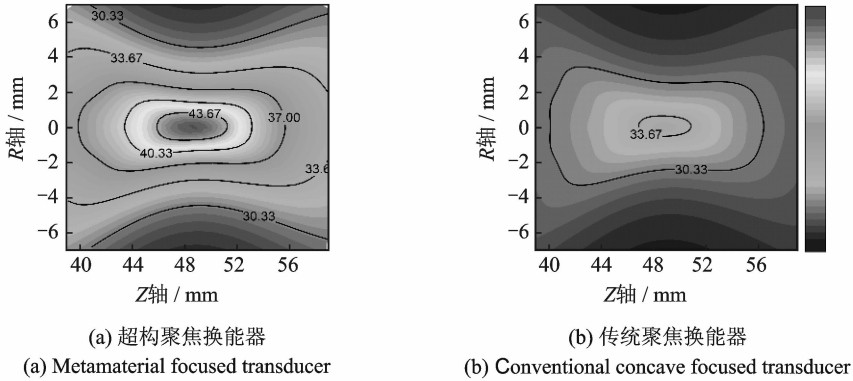 30.33
33.67
43.67
37.00
40.33
33.6
30.33
6
4
2
0
−2
−4
−6
R轴 / mm
40 44 48 52 56
Z轴 / mm
33.67
30.33
6
4
2
0
−2
−4
−6
R轴 / mm
40 44 48 52 56
Z轴 / mm
(a) 超构聚焦换能器
(a) Metamaterial focused transducer
(b) 传统聚焦换能器
(b) Conventional concave focused transducer